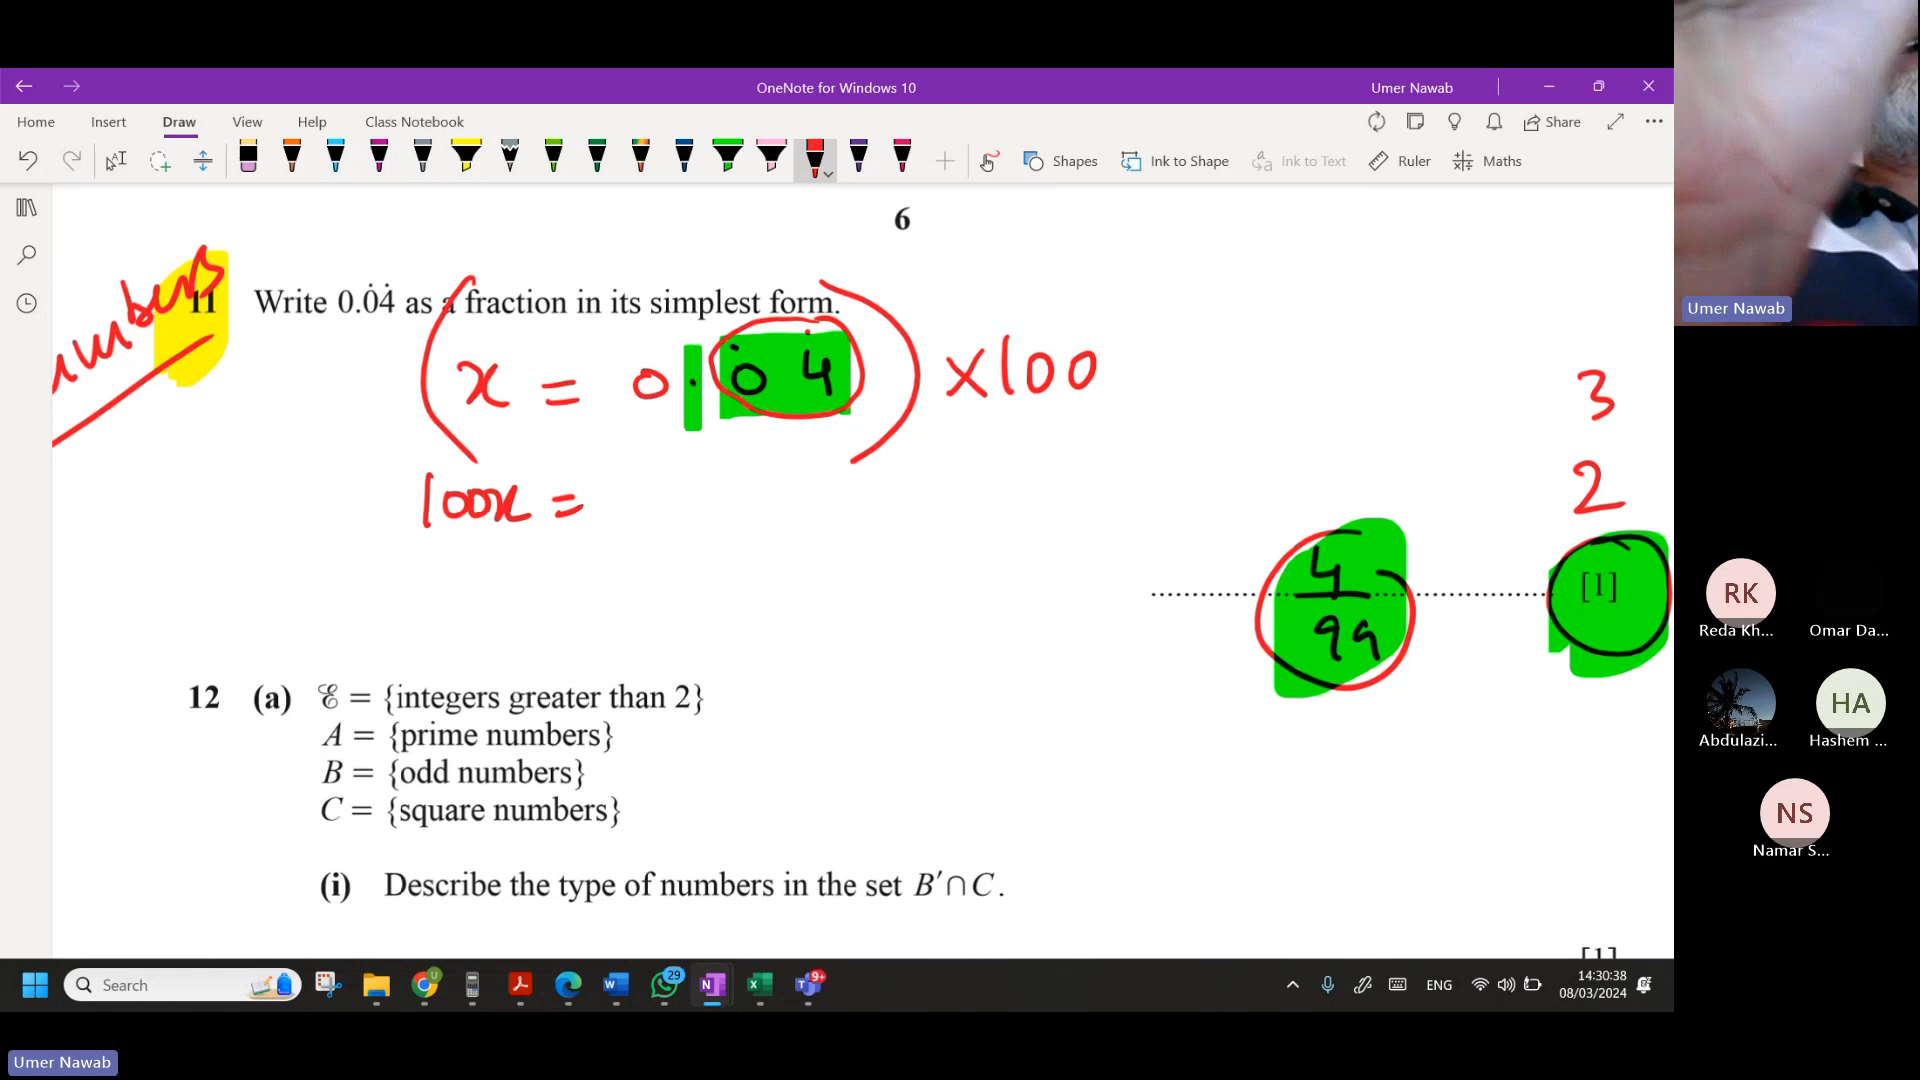 OneNote for Windows 10
Umer Nawab
Home Insert Draw View Help Class Notebook
Share
Shapes Ink to Shape Ink to Text Ruler Maths
6
numbers
11 Write 0.0̇4̇ as a fraction in its simplest form.
( x = 0.0̇4̇ ) ×100
100x =
3
2
4
99
[1]
12 (a) ℰ = {integers greater than 2}
A = {prime numbers}
B = {odd numbers}
C = {square numbers}
(i) Describe the type of numbers in the set B′∩C.
[1]
Umer Nawab
RK
Reda Kh...
Omar Da...
Abdulazi...
HA
Hashem ...
NS
Namar S...
Search
29
9+
ENG
14:30:38
08/03/2024
Umer Nawab